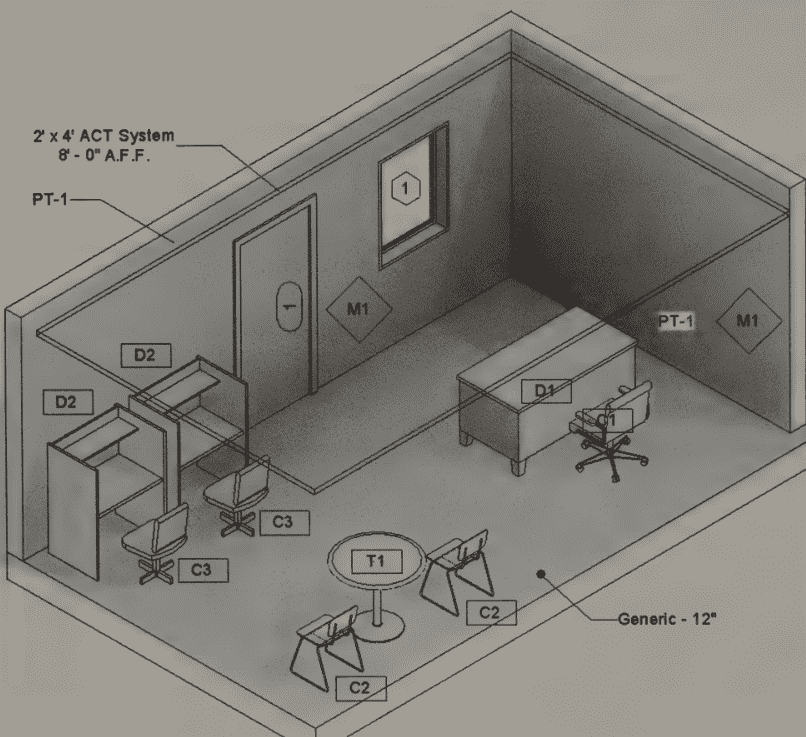 2' x 4' ACT System
8' - 0" A.F.F.
PT-1
1
1
M1
PT-1
M1
D2
D2
D1
C1
C3
C3
T1
C2
C2
Generic - 12"